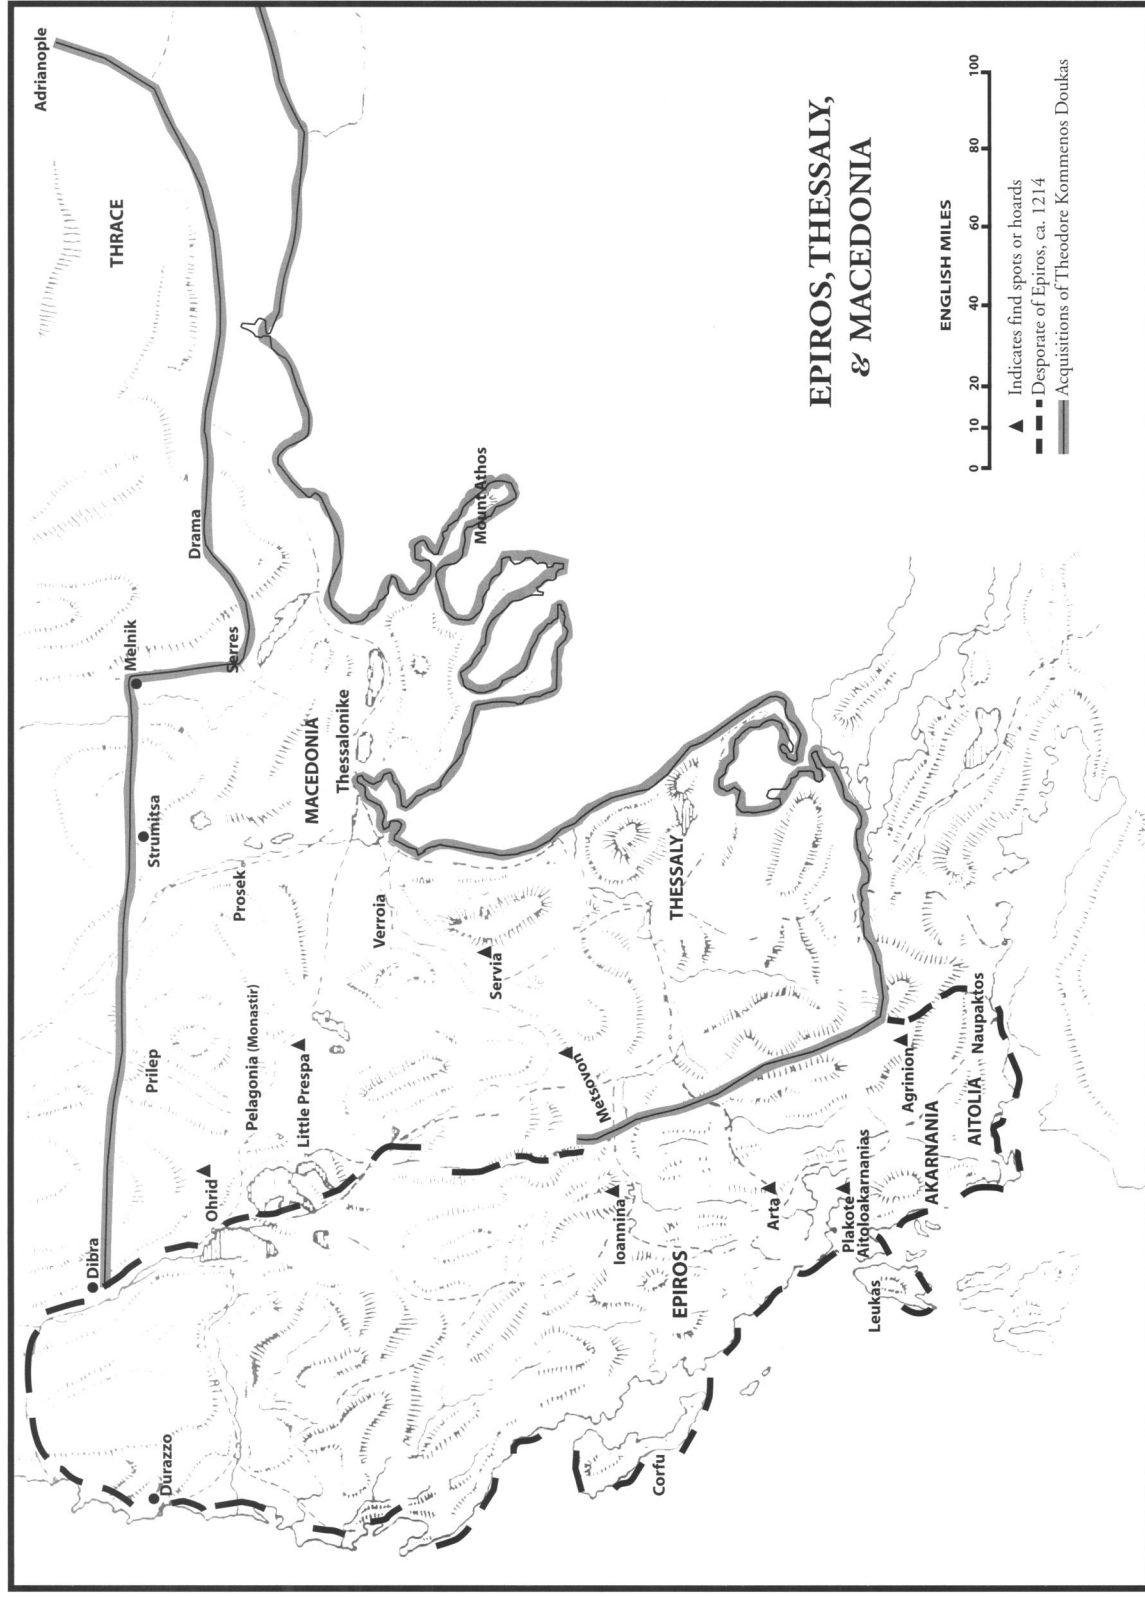 Adrianople
THRACE
Drama
Melnik
Serres
Mount Athos
Strumitsa
MACEDONIA
Thessalonike
Prosek
Verroia
Servia
THESSALY
Prilep
Pelagonia (Monastir)
Little Prespa
Metsovon
Agrinion
Naupaktos
AITOLIA
AKARNANIA
Dibra
Ohrid
Ioannina
Arta
Plakote
Aitoloakarnanias
EPIROS
Leukas
Durazzo
Corfu
EPIROS, THESSALY,
& MACEDONIA
ENGLISH MILES
0 10 20 40 60 80 100
Indicates find spots or hoards
Desporate of Epiros, ca. 1214
Acquisitions of Theodore Kommenos Doukas